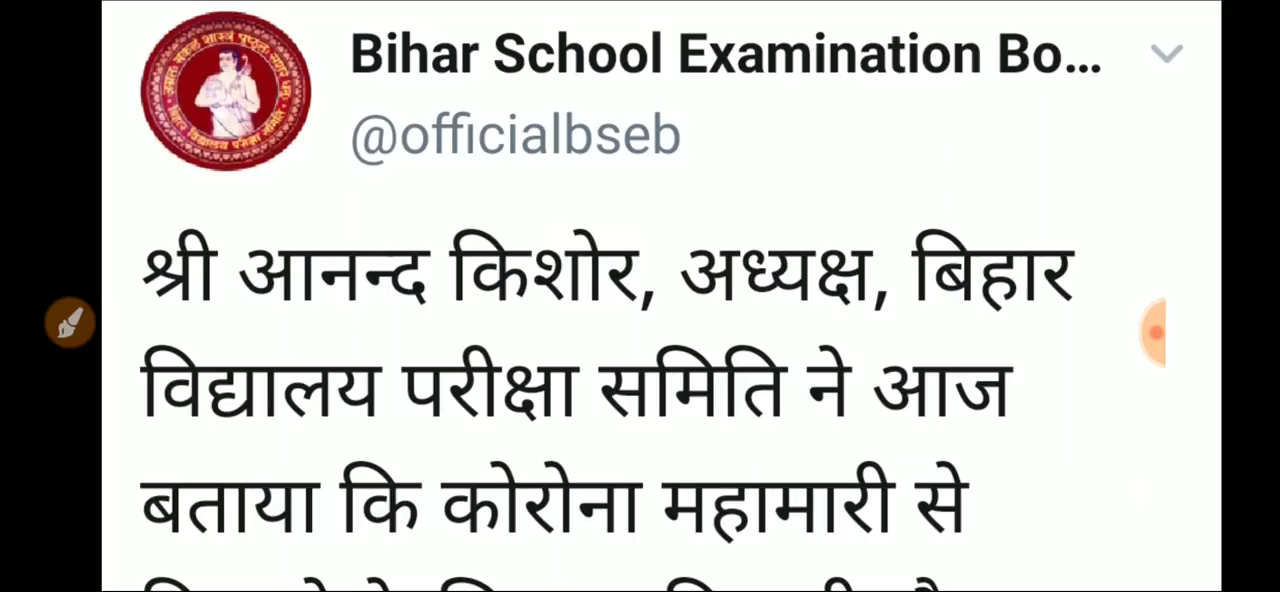 Bihar School Examination Bo...
@officialbseb
श्री आनन्द किशोर, अध्यक्ष, बिहार
विद्यालय परीक्षा समिति ने आज
बताया कि कोरोना महामारी से